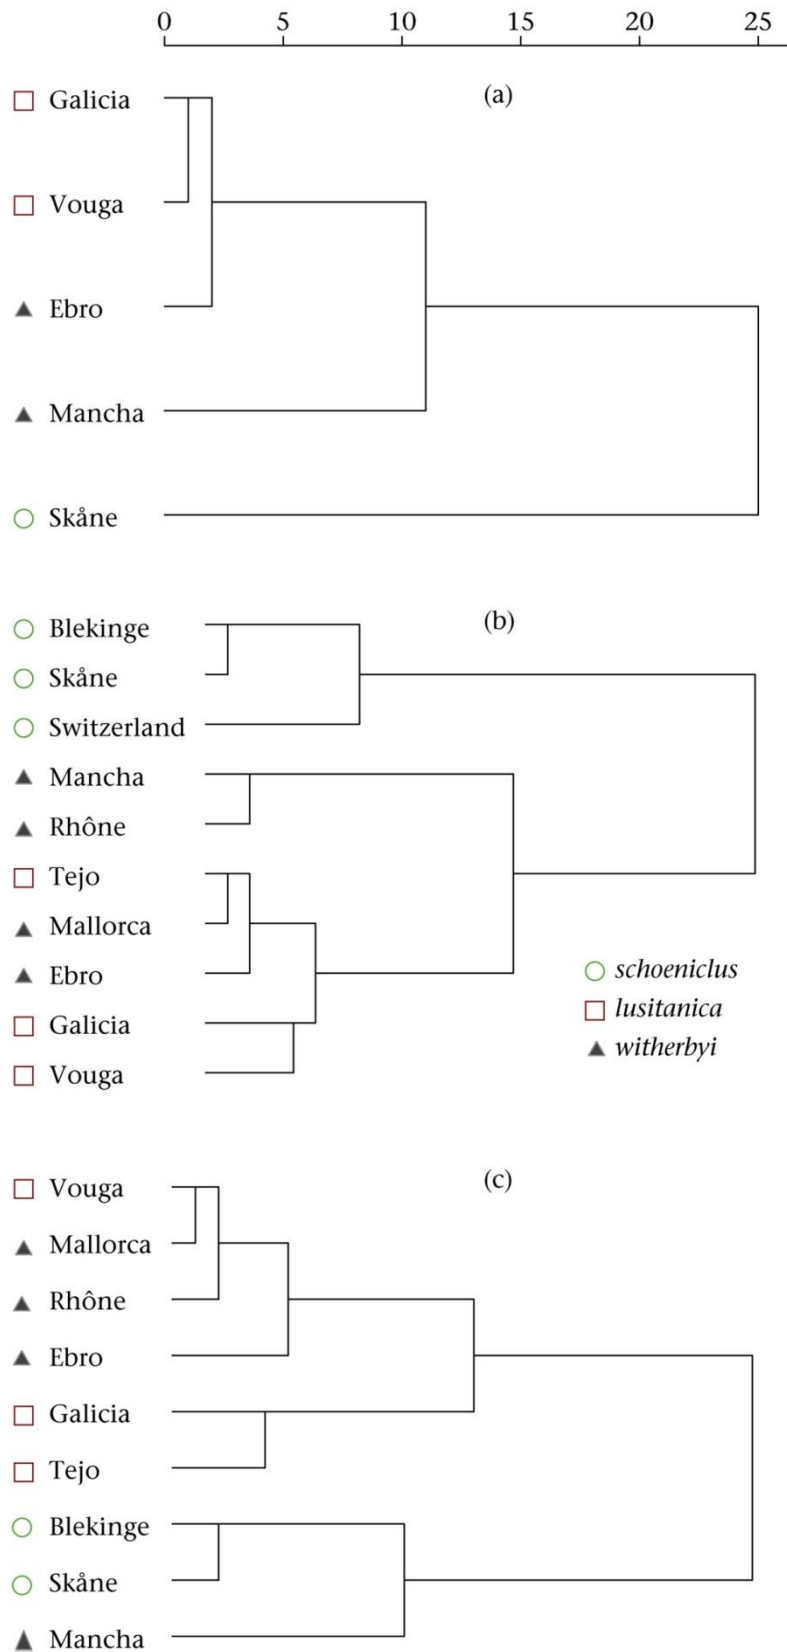 0 5 10 15 20 25
(a)
Galicia
Vouga
Ebro
Mancha
Skåne
(b)
Blekinge
Skåne
Switzerland
Mancha
Rhône
Tejo
Mallorca
Ebro
Galicia
Vouga
schoeniclus
lusitanica
witherbyi
(c)
Vouga
Mallorca
Rhône
Ebro
Galicia
Tejo
Blekinge
Skåne
Mancha